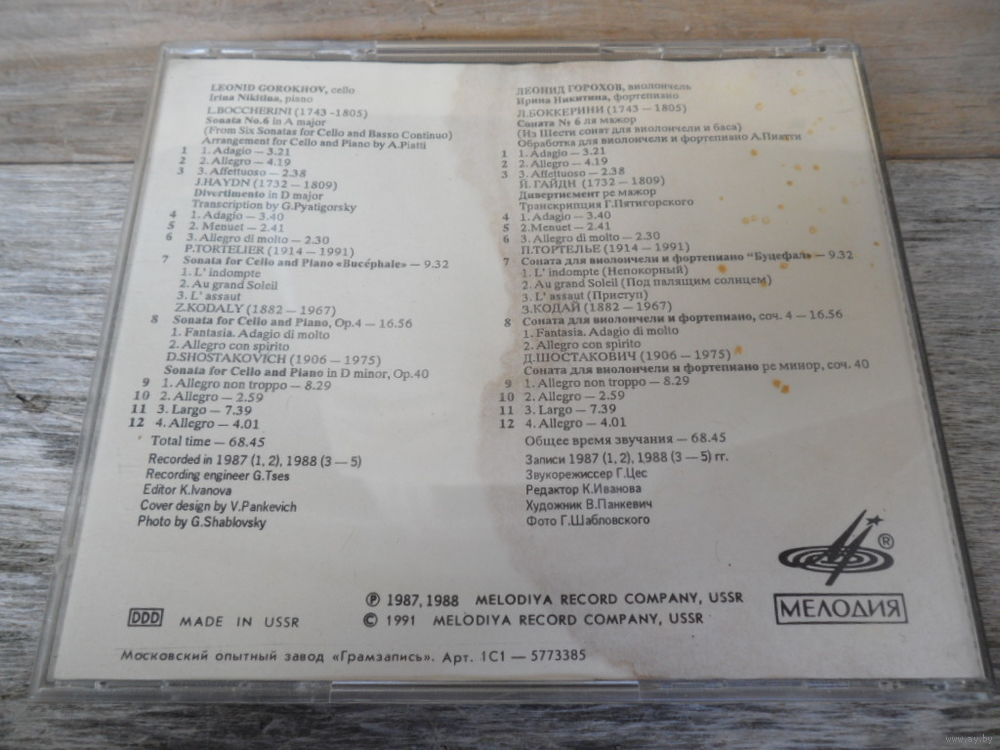 LEONID GOROKHOV, cello
Irina Nikitina, piano
L.BOCCHERINI (1743 -1805)
Sonata No.6 in A major
(From Six Sonatas for Cello and Basso Continuo)
Arrangement for Cello and Piano by A.Piatti
1 1. Adagio — 3.21
2 2. Allegro — 4.19
3 3. Affettuoso — 2.38
J.HAYDN (1732 — 1809)
Divertimento in D major
Transcription by G.Pyatigorsky
4 1. Adagio — 3.40
5 2. Menuet — 2.41
6 3. Allegro di molto — 2.30
P.TORTELIER (1914 — 1991)
7 Sonata for Cello and Piano «Bucéphale» — 9.32
1. L' indompte
2. Au grand Soleil
3. L' assaut
Z.KODALY (1882 — 1967)
8 Sonata for Cello and Piano, Op.4 — 16.56
1. Fantasia. Adagio di molto
2. Allegro con spirito
D.SHOSTAKOVICH (1906 — 1975)
Sonata for Cello and Piano in D minor, Op.40
9 1. Allegro non troppo — 8.29
10 2. Allegro — 2.59
11 3. Largo — 7.39
12 4. Allegro — 4.01
Total time — 68.45
Recorded in 1987 (1, 2), 1988 (3 — 5)
Recording engineer G.Tses
Editor K.Ivanova
Cover design by V.Pankevich
Photo by G.Shablovsky
ЛЕОНИД ГОРОХОВ, виолончель
Ирина Никитина, фортепиано
Л.БОККЕРИНИ (1743 — 1805)
Соната № 6 ля мажор
(Из Шести сонат для виолончели и баса)
Обработка для виолончели и фортепиано А.Пиатти
1 1. Adagio — 3.21
2 2. Allegro — 4.19
3 3. Affettuoso — 2.38
Й. ГАЙДН (1732 — 1809)
Дивертисмент ре мажор
Транскрипция Г.Пятигорского
4 1. Adagio — 3.40
5 2.Menuet — 2.41
6 3. Allegro di molto — 2.30
П.ТОРТЕЛЬЕ (1914 — 1991)
7 Соната для виолончели и фортепиано "Буцефал» — 9.32
1. L' indompte (Непокорный)
2. Au grand Soleil (Под палящим солнцем)
3. L' assaut (Приступ)
З.КОДАЙ (1882 — 1967)
8 Соната для виолончели и фортепиано, соч. 4 — 16.56
1. Fantasia. Adagio di molto
2. Allegro con spirito
Д.ШОСТАКОВИЧ (1906 — 1975)
Соната для виолончели и фортепиано ре минор, соч. 40
9 1. Allegro non troppo — 8.29
10 2. Allegro — 2.59
11 3. Largo — 7.39
12 4. Allegro — 4.01
Общее время звучания — 68.45
Записи 1987 (1, 2), 1988 (3 — 5) гг.
Звукорежиссер Г.Цес
Редактор К.Иванова
Художник В.Панкевич
Фото Г.Шабловского
®
МЕЛОДИЯ
DDD MADE IN USSR
℗ 1987, 1988 MELODIYA RECORD COMPANY, USSR
© 1991 MELODIYA RECORD COMPANY, USSR
Московский опытный завод «Грамзапись». Арт. 1С1 — 5773385
www.ay.by